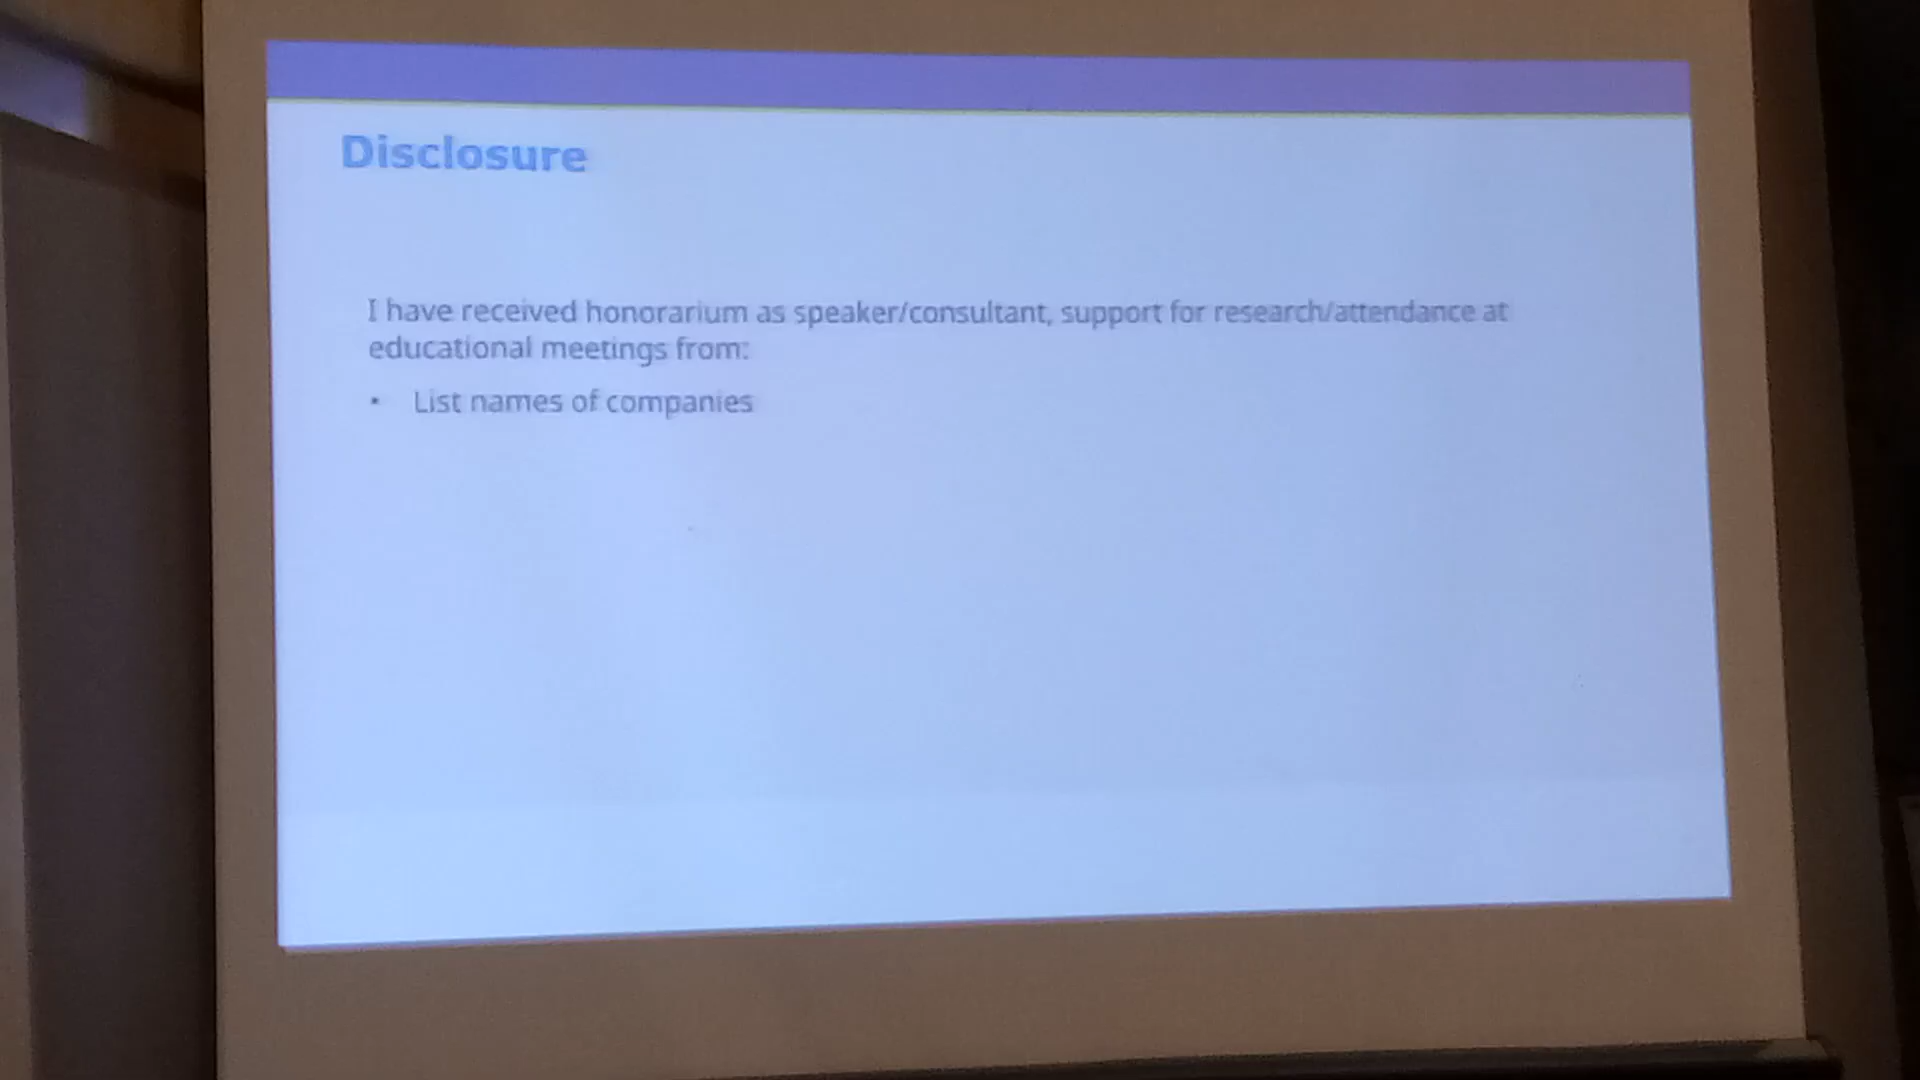 Disclosure
I have received honorarium as speaker/consultant, support for research/attendance at
educational meetings from:
• List names of companies